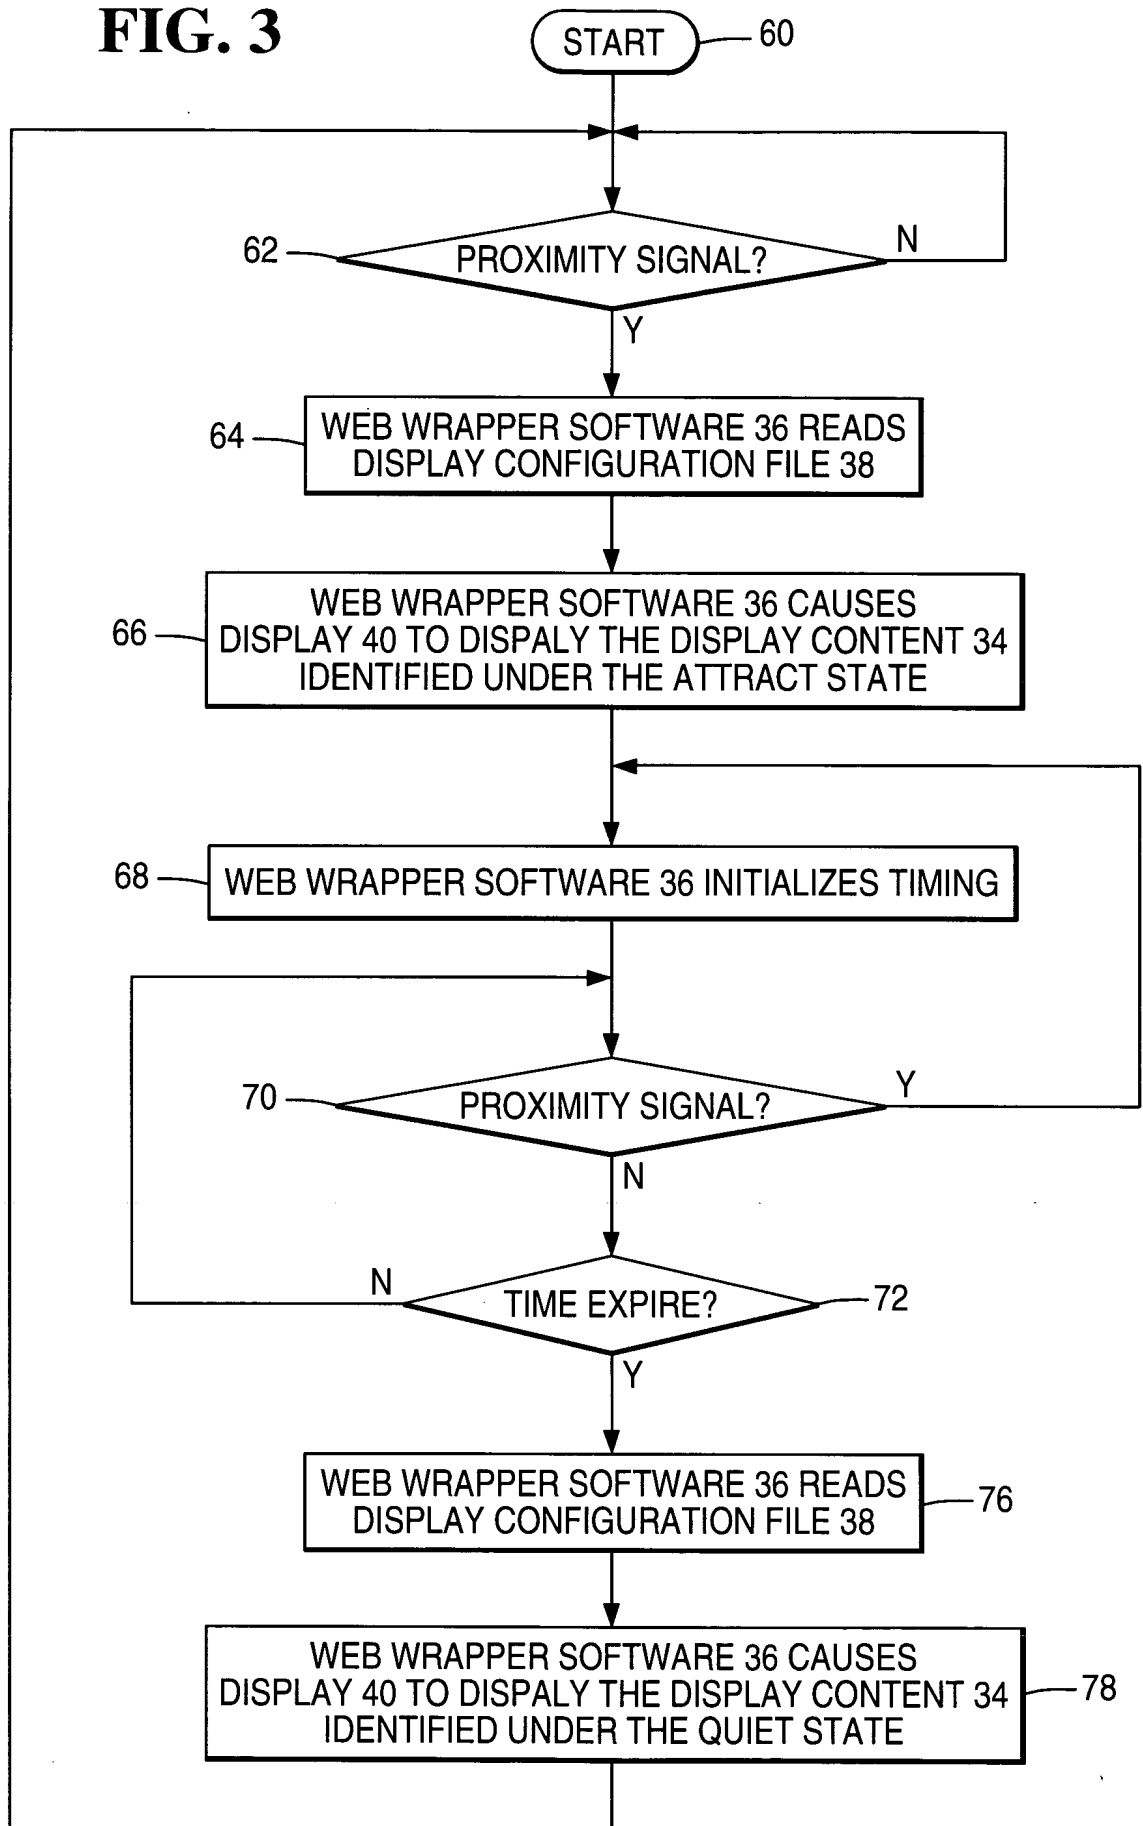 FIG. 3
START
60
62
PROXIMITY SIGNAL?
N
Y
64
WEB WRAPPER SOFTWARE 36 READS
DISPLAY CONFIGURATION FILE 38
66
WEB WRAPPER SOFTWARE 36 CAUSES
DISPLAY 40 TO DISPALY THE DISPLAY CONTENT 34
IDENTIFIED UNDER THE ATTRACT STATE
68
WEB WRAPPER SOFTWARE 36 INITIALIZES TIMING
70
PROXIMITY SIGNAL?
Y
N
N
TIME EXPIRE?
72
Y
WEB WRAPPER SOFTWARE 36 READS
DISPLAY CONFIGURATION FILE 38
76
WEB WRAPPER SOFTWARE 36 CAUSES
DISPLAY 40 TO DISPALY THE DISPLAY CONTENT 34
IDENTIFIED UNDER THE QUIET STATE
78